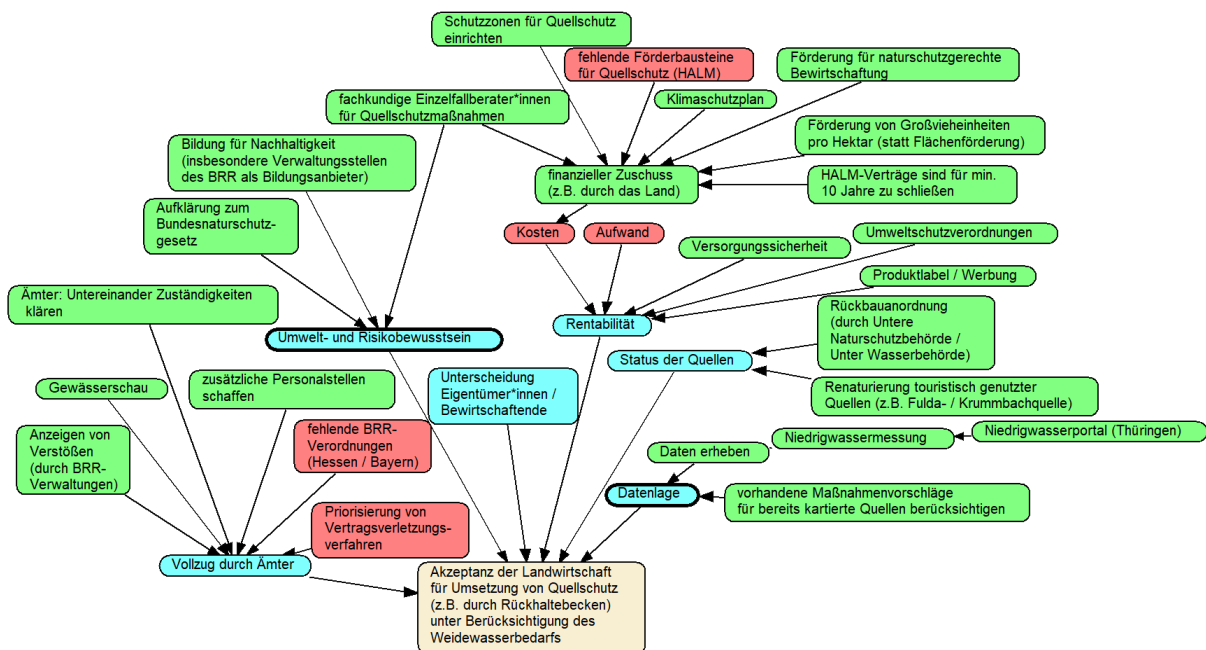 Schutzzonen für Quellschutz
einrichten
fehlende Förderbausteine
für Quellschutz (HALM)
Förderung für naturschutzgerechte
Bewirtschaftung
fachkundige Einzelfallberater*innen
für Quellschutzmaßnahmen
Klimaschutzplan
Bildung für Nachhaltigkeit
(insbesondere Verwaltungsstellen
des BRR als Bildungsanbieter)
Förderung von Großvieheinheiten
pro Hektar (statt Flächenförderung)
finanzieller Zuschuss
(z.B. durch das Land)
HALM-Verträge sind für min.
10 Jahre zu schließen
Aufklärung zum
Bundesnaturschutz-
gesetz
Kosten
Aufwand
Versorgungssicherheit
Umweltschutzverordnungen
Produktlabel / Werbung
Ämter: Untereinander Zuständigkeiten
klären
Umwelt- und Risikobewusstsein
Rentabilität
Rückbauanordnung
(durch Untere
Naturschutzbehörde /
Unter Wasserbehörde)
Status der Quellen
Gewässerschau
zusätzliche Personalstellen
schaffen
Unterscheidung
Eigentümer*innen /
Bewirtschaftende
Renaturierung touristisch genutzter
Quellen (z.B. Fulda- / Krummbachquelle)
Anzeigen von
Verstößen
(durch BRR-
Verwaltungen)
fehlende BRR-
Verordnungen
(Hessen / Bayern)
Daten erheben
Niedrigwassermessung
Niedrigwasserportal (Thüringen)
Datenlage
vorhandene Maßnahmenvorschläge
für bereits kartierte Quellen berücksichtigen
Priorisierung von
Vertragsverletzungs-
verfahren
Vollzug durch Ämter
Akzeptanz der Landwirtschaft
für Umsetzung von Quellschutz
(z.B. durch Rückhaltebecken)
unter Berücksichtigung des
Weidewasserbedarfs